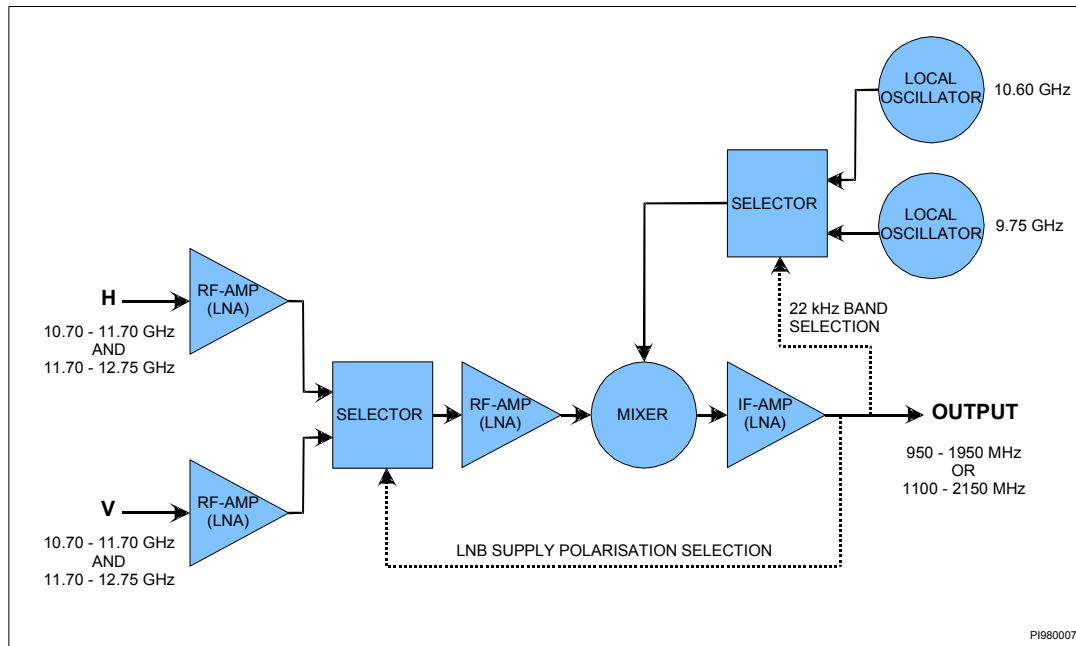 LOCAL
OSCILLATOR
10.60 GHz
SELECTOR
LOCAL
OSCILLATOR
9.75 GHz
22 kHz BAND
SELECTION
H
10.70 - 11.70 GHz
AND
11.70 - 12.75 GHz
RF-AMP
(LNA)
SELECTOR
RF-AMP
(LNA)
MIXER
IF-AMP
(LNA)
OUTPUT
950 - 1950 MHz
OR
1100 - 2150 MHz
V
10.70 - 11.70 GHz
AND
11.70 - 12.75 GHz
RF-AMP
(LNA)
LNB SUPPLY POLARISATION SELECTION
PI980007